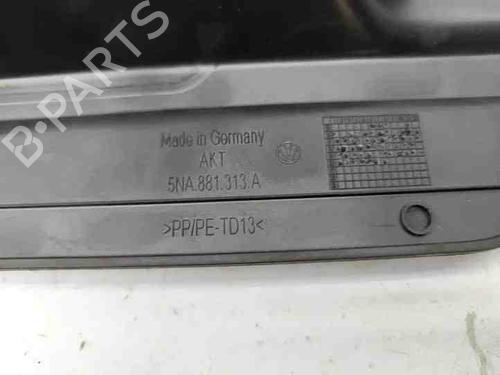 B-PARTS
Made in Germany
AKT
5NA.881.313.A
>PP/PE-TD13<